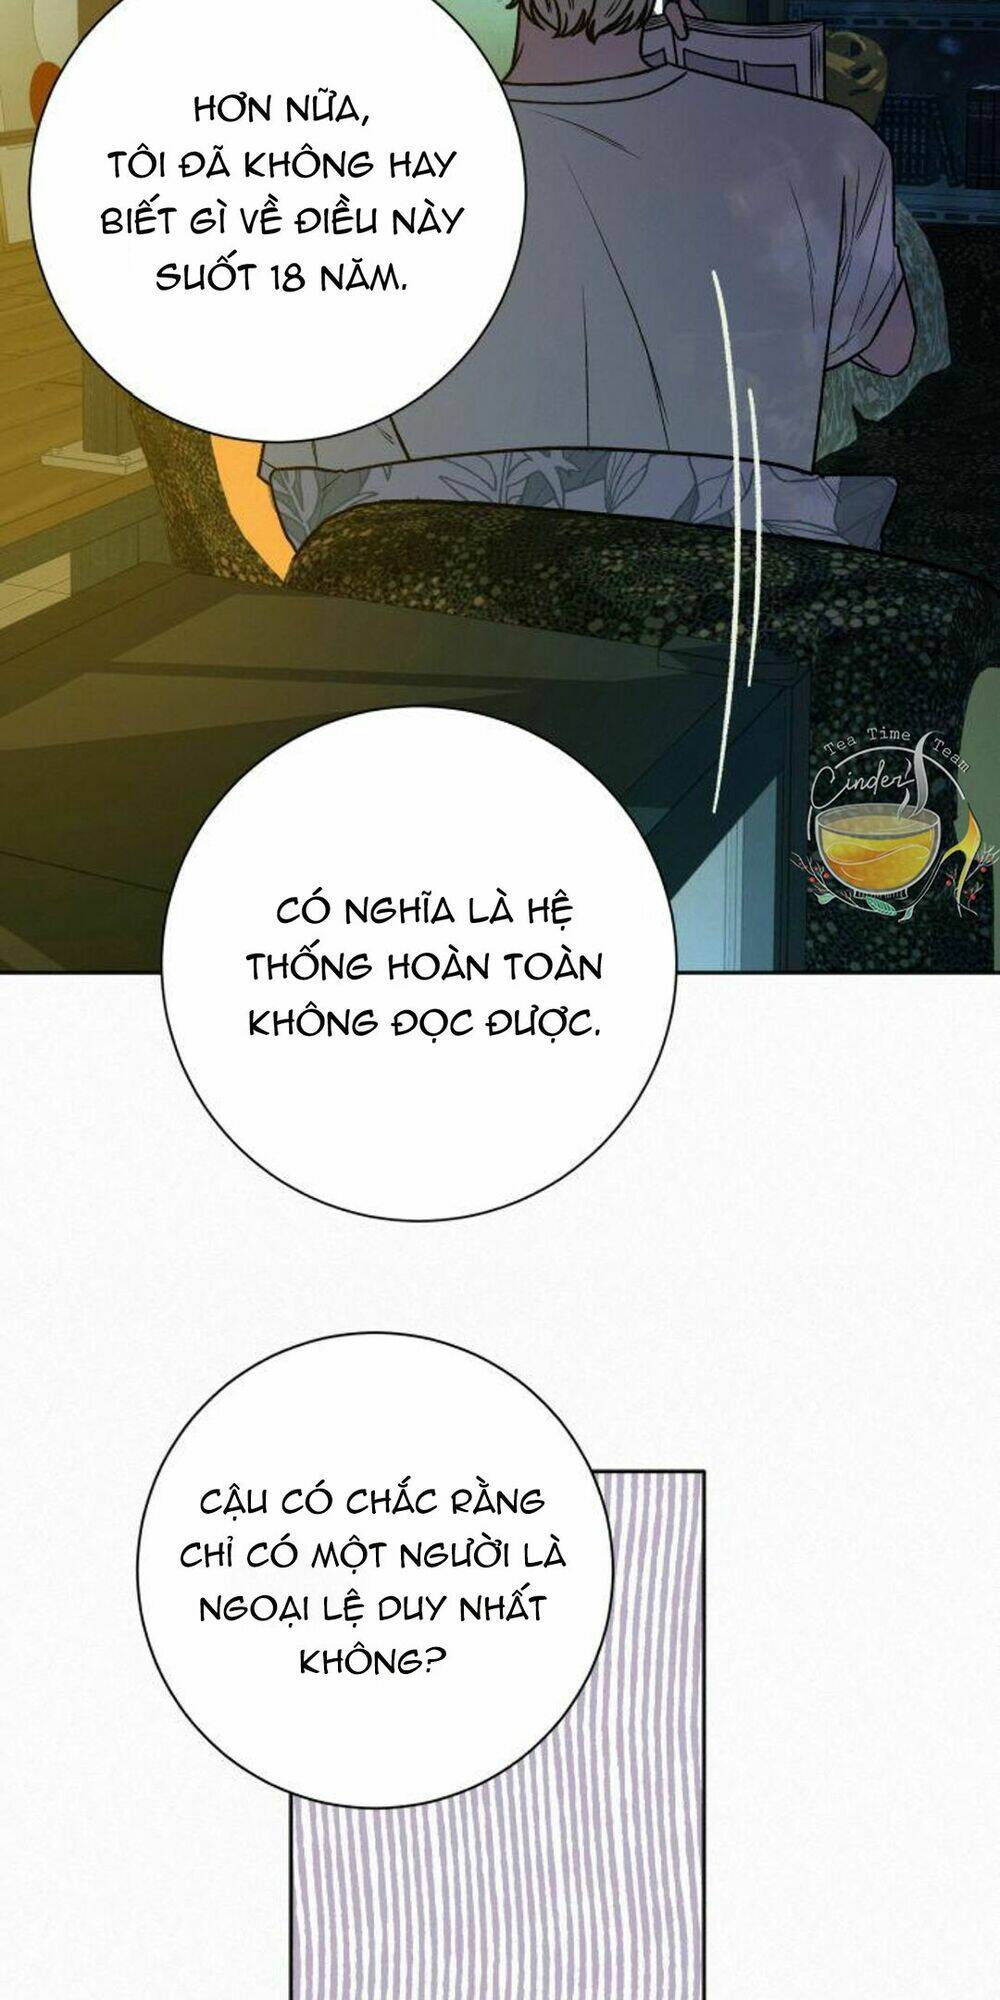 HƠN NỮA,
TÔI ĐÃ KHÔNG HAY
BIẾT GÌ VỀ ĐIỀU NÀY
SUỐT 18 NĂM.
Tea Time Team
Cinder's
CÓ NGHĨA LÀ HỆ
THỐNG HOÀN TOÀN
KHÔNG ĐỌC ĐƯỢC.
CẬU CÓ CHẮC RẰNG
CHỈ CÓ MỘT NGƯỜI LÀ
NGOẠI LỆ DUY NHẤT
KHÔNG?